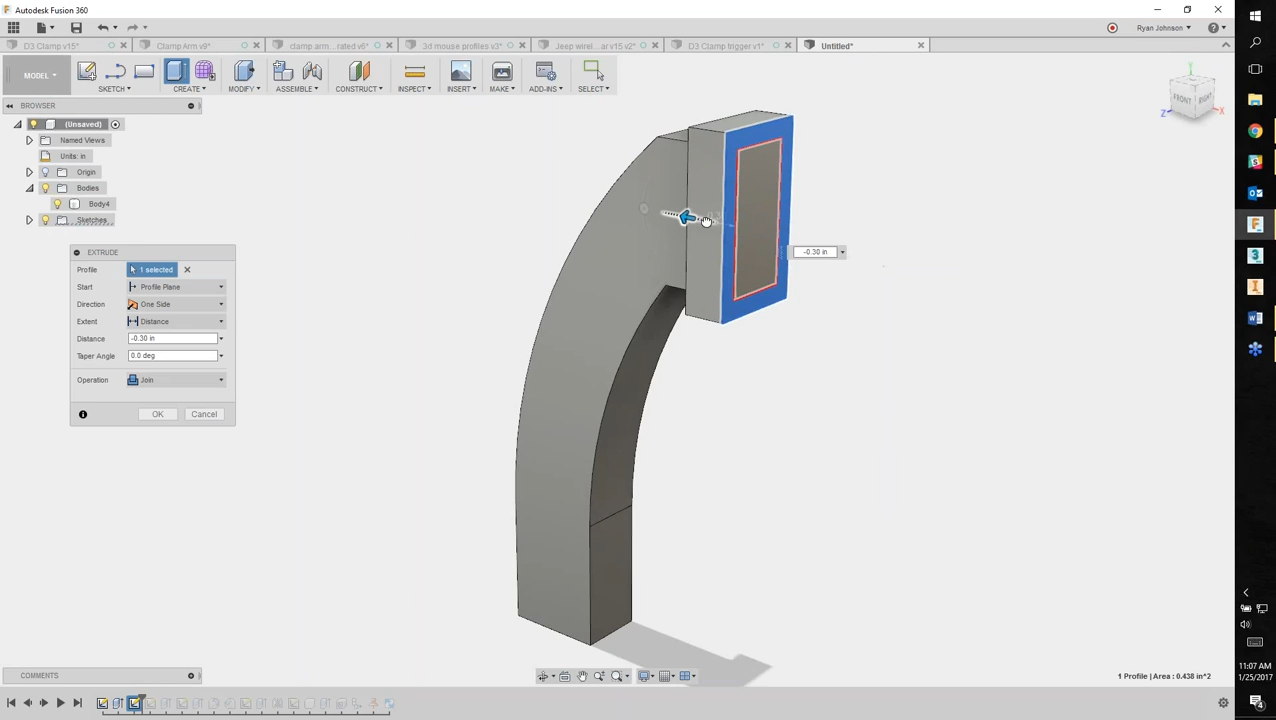 Autodesk Fusion 360
Ryan Johnson
D3 Clamp v15*
Clamp Arm v9*
clamp arm...rated v6*
3d mouse profiles v3*
Jeep wirel...ar v15 v2*
D3 Clamp trigger v1*
Untitled*
MODEL
SKETCH
CREATE
MODIFY
ASSEMBLE
CONSTRUCT
INSPECT
INSERT
MAKE
ADD-INS
SELECT
BROWSER
(Unsaved)
Named Views
Units: in
Origin
Bodies
Body4
Sketches
FRONT
RIGHT
Y
Z
X
EXTRUDE
Profile 1 selected
Start Profile Plane
Direction One Side
Extent Distance
Distance -0.30 in
Taper Angle 0.0 deg
Operation Join
OK Cancel
-0.30 in
COMMENTS
1 Profile | Area : 0.438 in^2
11:07 AM
1/25/2017
4